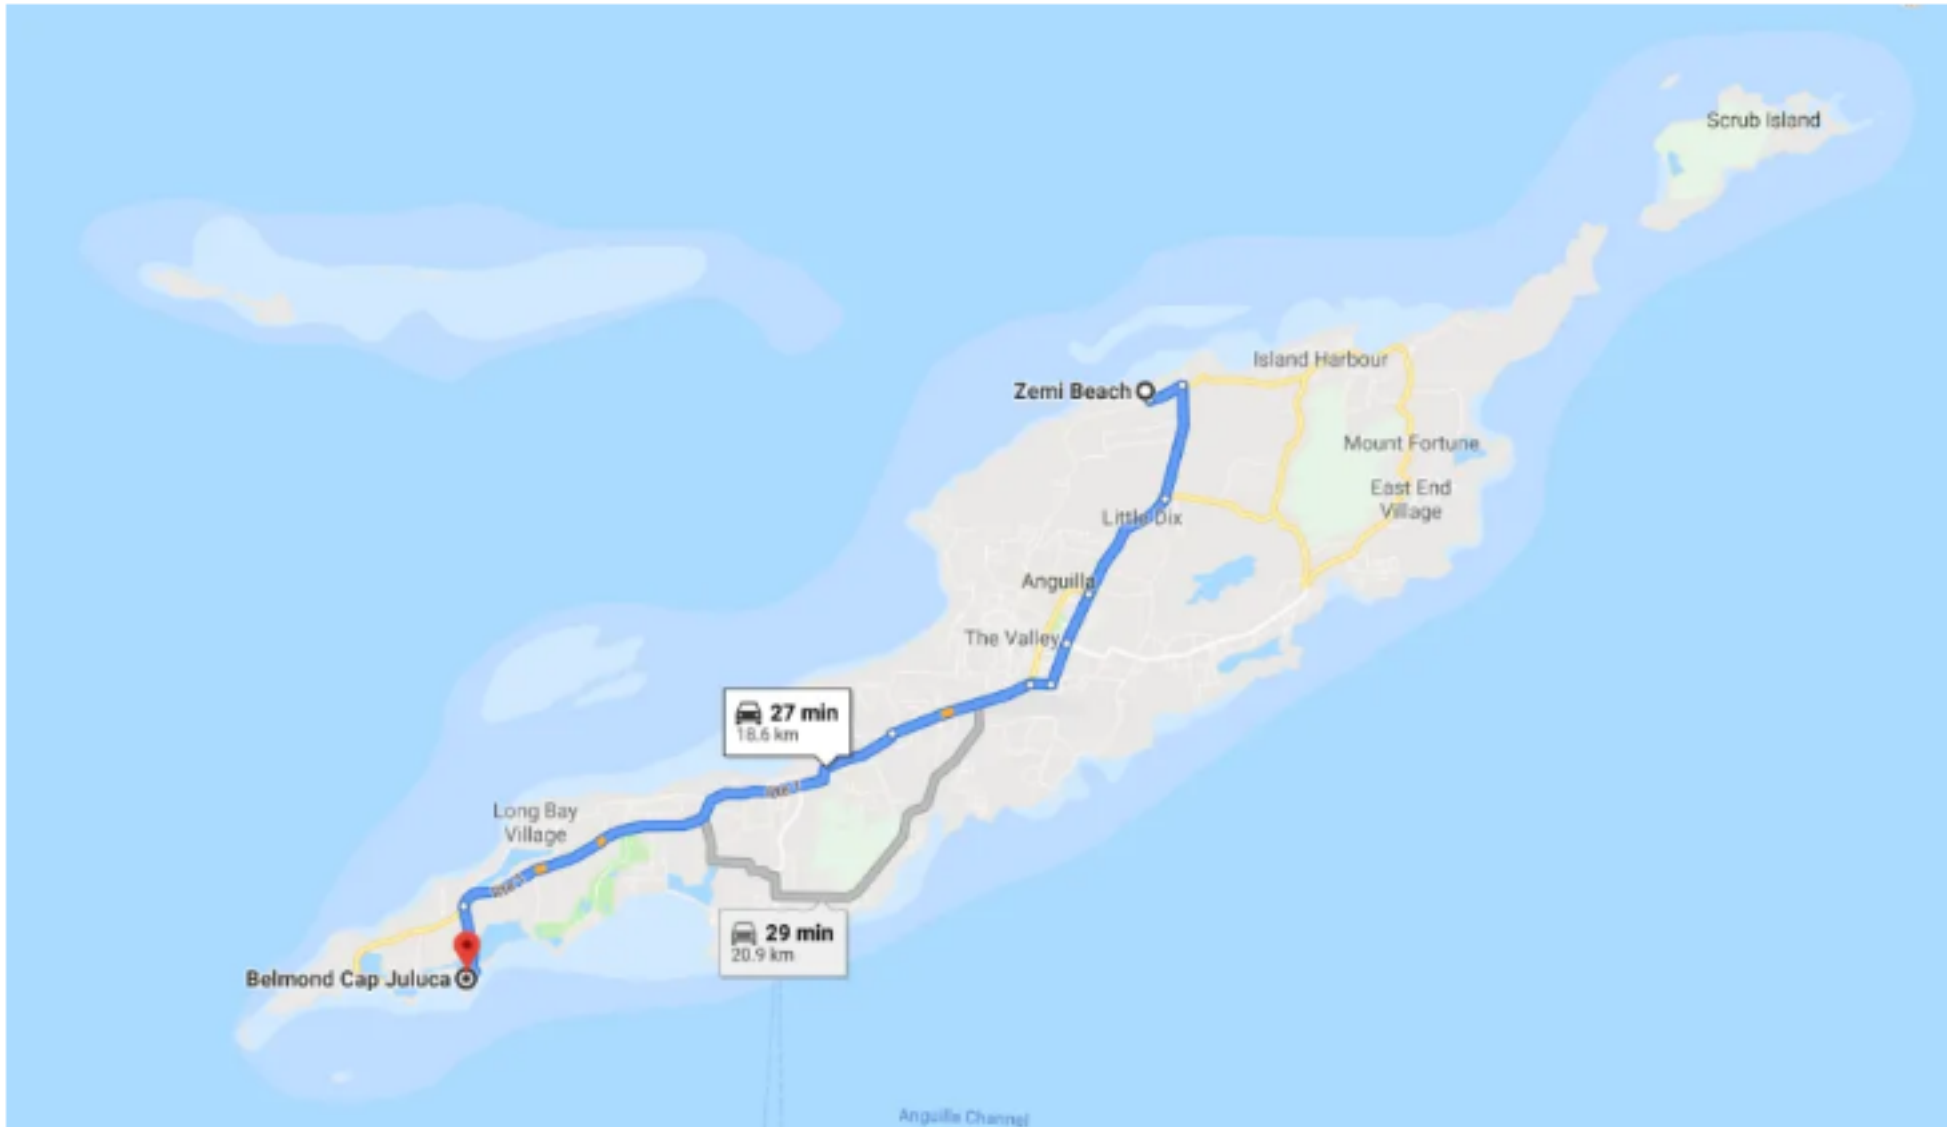 Scrub Island
Island Harbour
Zemi Beach
Mount Fortune
East End
Village
Little Dix
Anguilla
The Valley
27 min
18.6 km
Long Bay
Village
29 min
20.9 km
Belmond Cap Juluca
Anguilla Channel